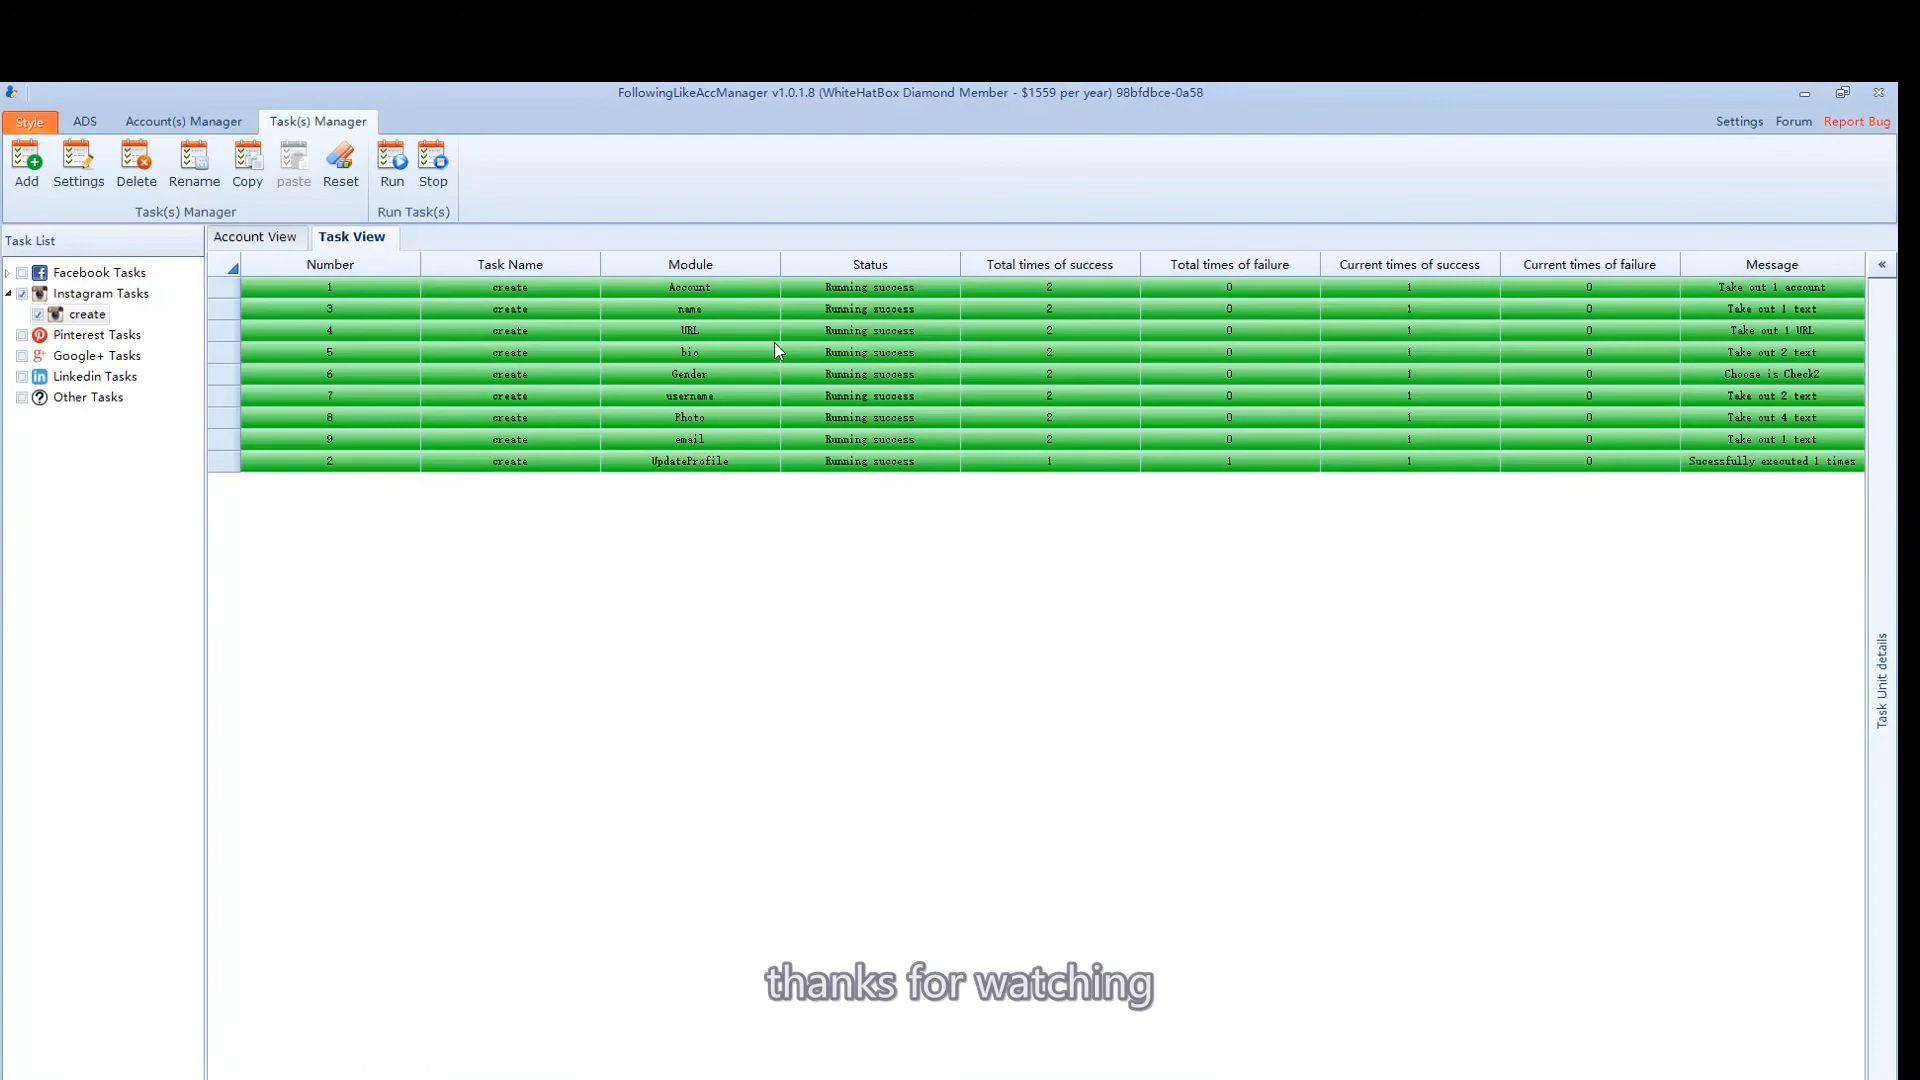 FollowingLikeAccManager v1.0.1.8 (WhiteHatBox Diamond Member - $1559 per year) 98bfdbce-0a58
Style ADS Account(s) Manager Task(s) Manager Settings Forum Report Bug
Add Settings Delete Rename Copy paste Reset Run Stop
Task(s) Manager Run Task(s)
Task List Account View Task View
Number Task Name Module Status Total times of success Total times of failure Current times of success Current times of failure Message «
Facebook Tasks
Instagram Tasks
create
Pinterest Tasks
Google+ Tasks
Linkedin Tasks
Other Tasks
1 create Account Running success 2 0 1 0 Take out 1 account
3 create name Running success 2 0 1 0 Take out 1 text
4 create URL Running success 2 0 1 0 Take out 1 URL
5 create bio Running success 2 0 1 0 Take out 2 text
6 create Gender Running success 2 0 1 0 Choose is Check2
7 create username Running success 2 0 1 0 Take out 2 text
8 create Photo Running success 2 0 1 0 Take out 4 text
9 create email Running success 2 0 1 0 Take out 1 text
2 create UpdateProfile Running success 1 1 1 0 Sucessfully executed 1 times
Task Unit details
thanks for watching